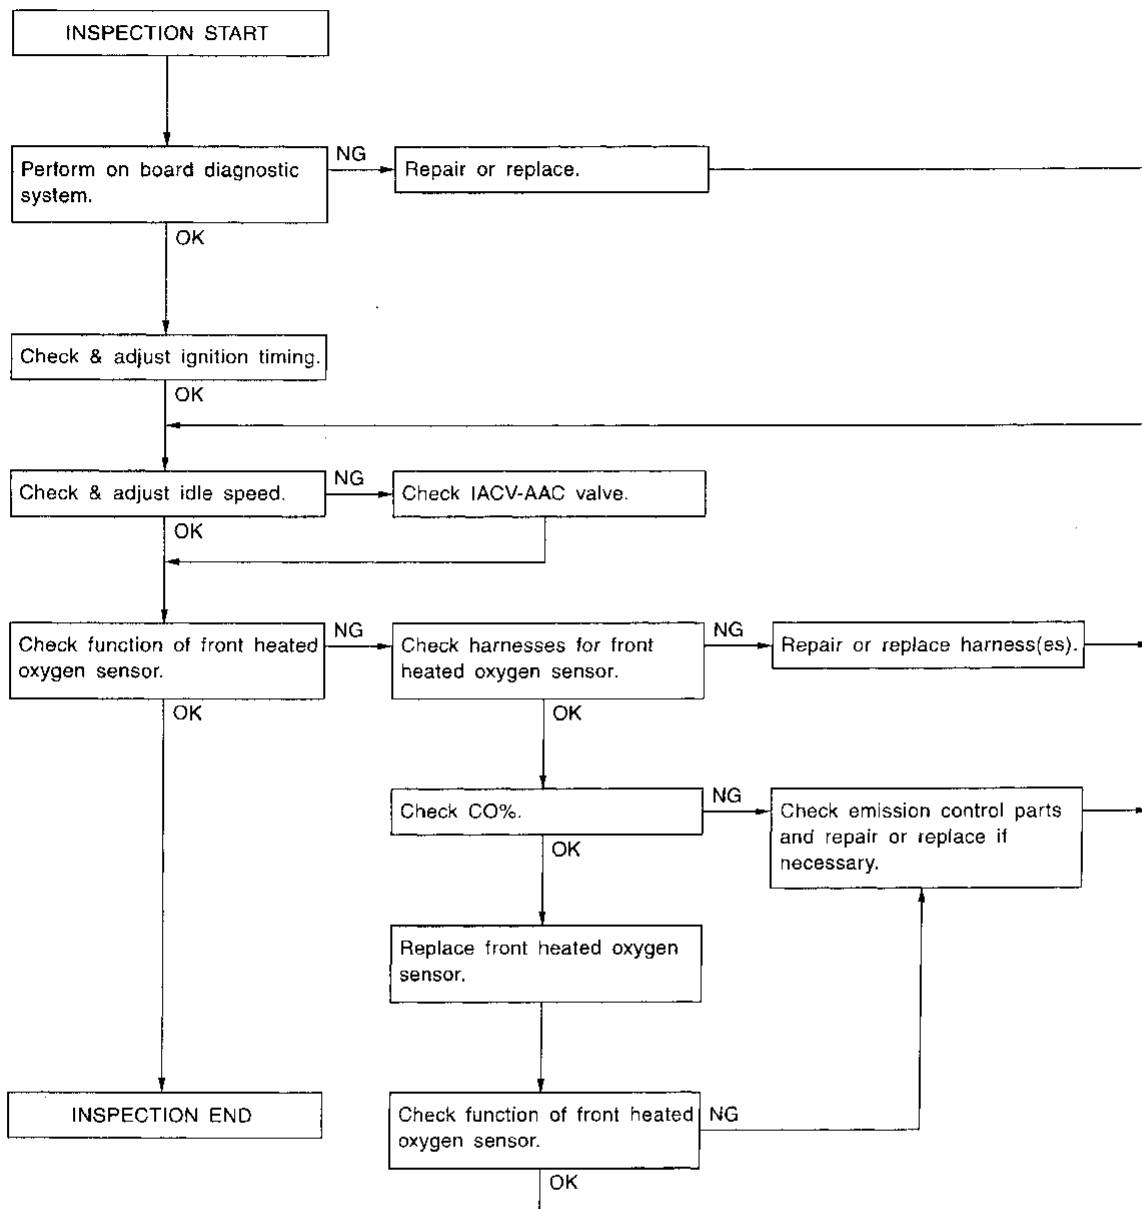 INSPECTION START
Perform on board diagnostic
system.
NG
Repair or replace.
OK
Check & adjust ignition timing.
OK
Check & adjust idle speed.
NG
Check IACV-AAC valve.
OK
Check function of front heated
oxygen sensor.
NG
Check harnesses for front
heated oxygen sensor.
NG
Repair or replace harness(es).
OK
OK
Check CO%.
NG
Check emission control parts
and repair or replace if
necessary.
OK
Replace front heated oxygen
sensor.
INSPECTION END
Check function of front heated
oxygen sensor.
NG
OK